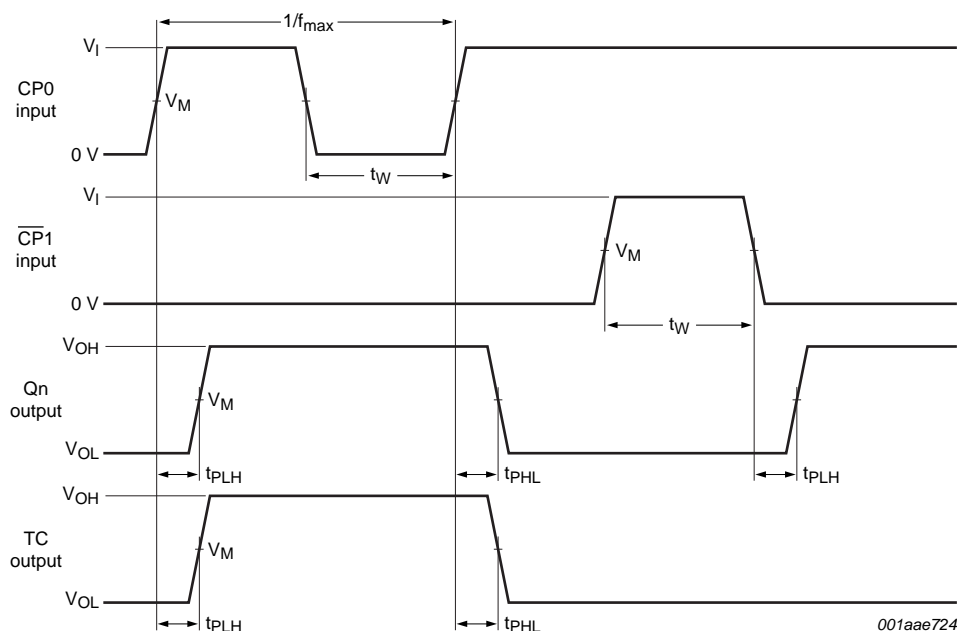 1/fmax
VI
CP0
input
VM
0 V
tW
VI
CP1
input
VM
0 V
tW
VOH
Qn
output
VM
VOL
tPLH
tPHL
tPLH
VOH
TC
output
VM
VOL
tPLH
tPHL
001aae724